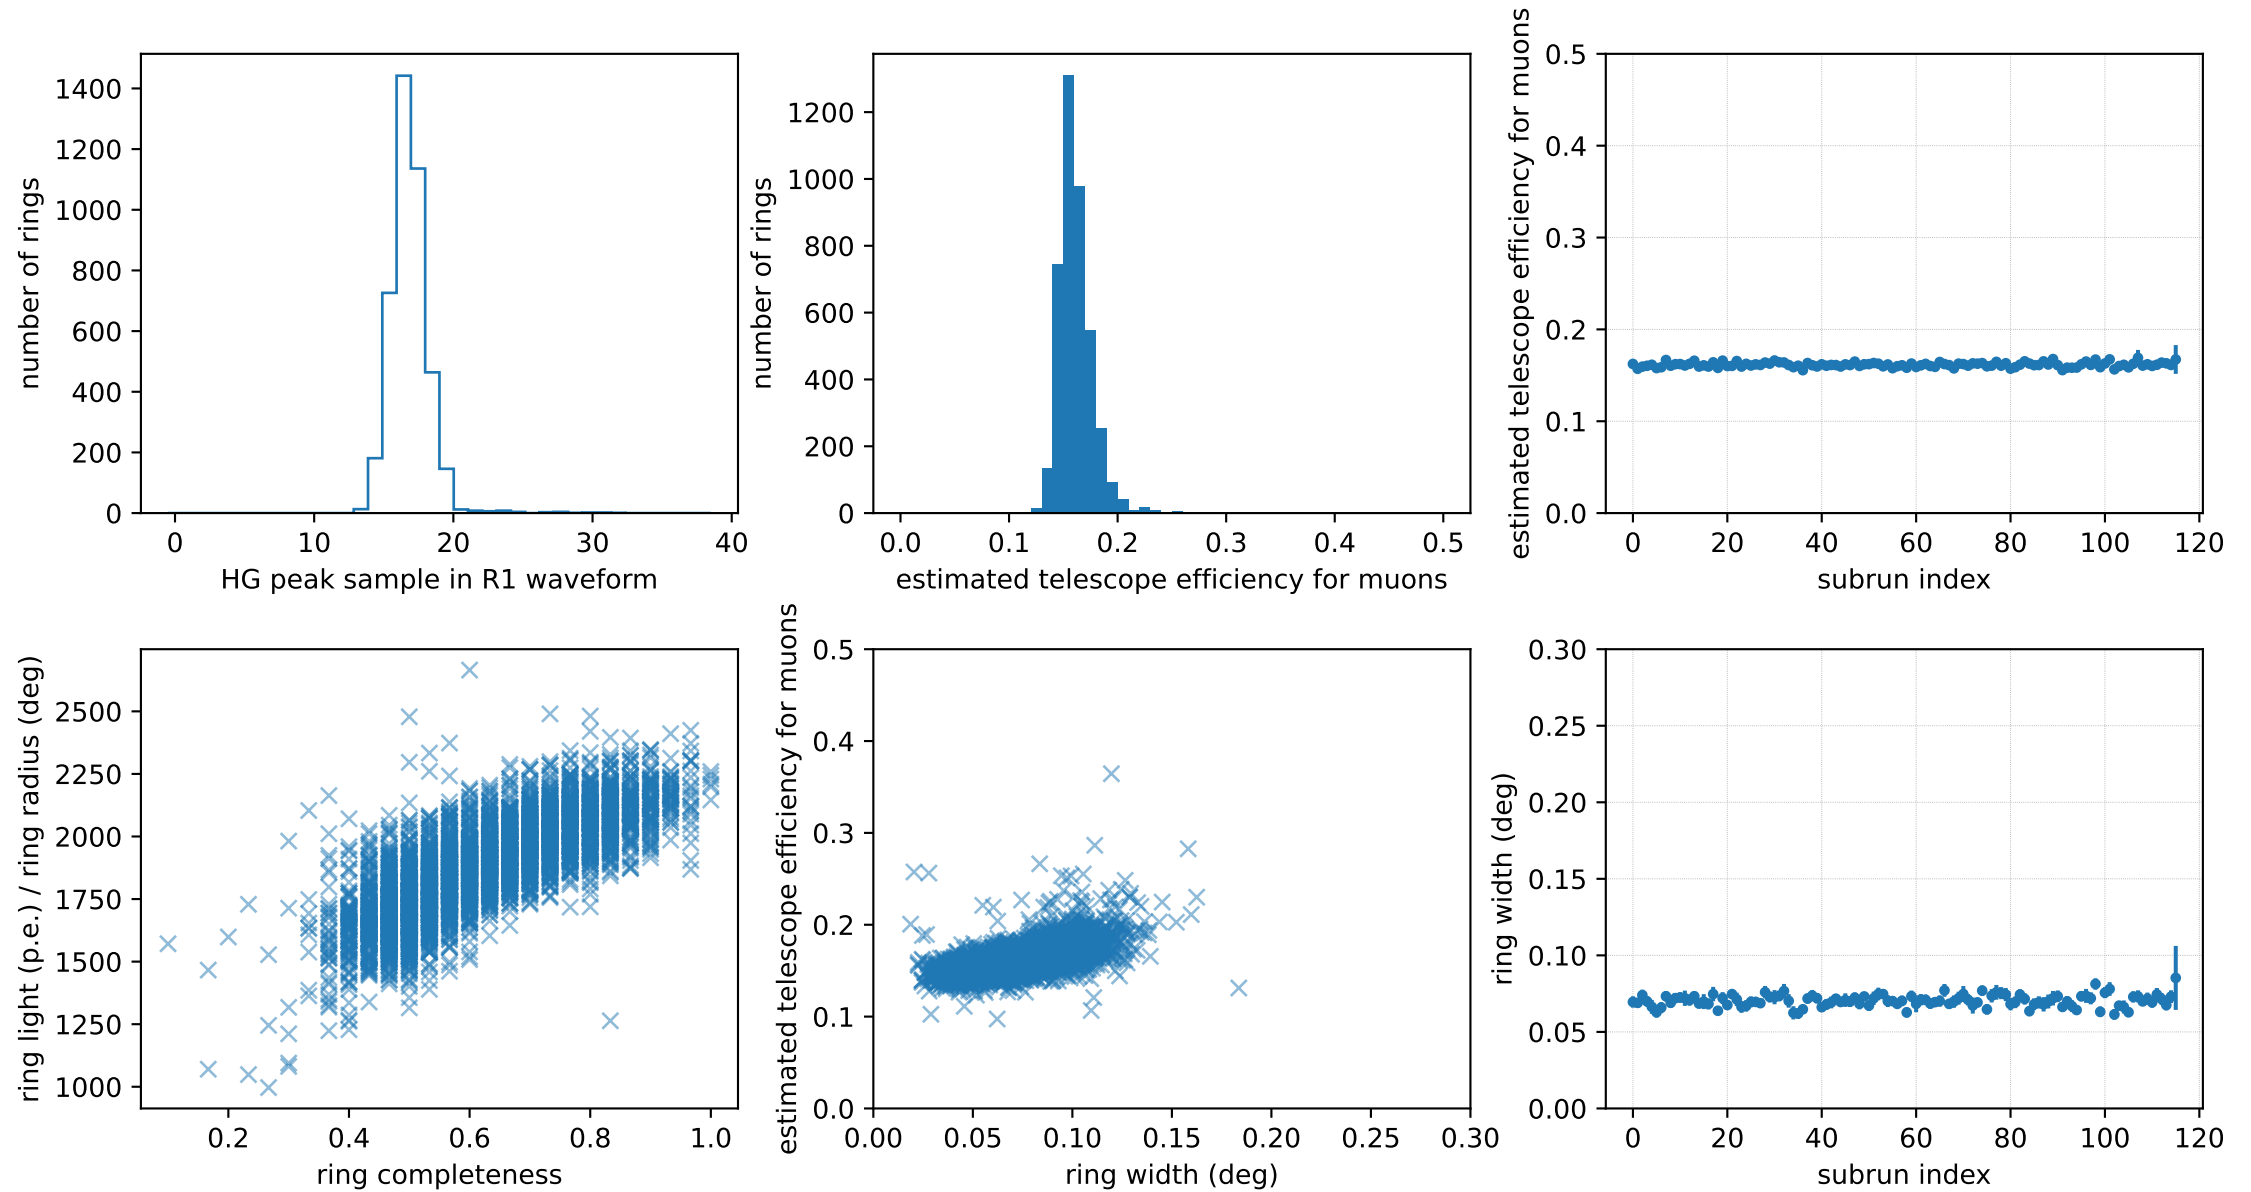 number of rings
1400
1200
1000
800
600
400
200
0
0 10 20 30 40
HG peak sample in R1 waveform
number of rings
1200
1000
800
600
400
200
0
0.0 0.1 0.2 0.3 0.4 0.5
estimated telescope efficiency for muons
estimated telescope efficiency for muons
0.5
0.4
0.3
0.2
0.1
0.0
0 20 40 60 80 100 120
subrun index
ring light (p.e.) / ring radius (deg)
2500
2250
2000
1750
1500
1250
1000
0.2 0.4 0.6 0.8 1.0
ring completeness
estimated telescope efficiency for muons
0.5
0.4
0.3
0.2
0.1
0.0
0.00 0.05 0.10 0.15 0.20 0.25 0.30
ring width (deg)
ring width (deg)
0.30
0.25
0.20
0.15
0.10
0.05
0.00
0 20 40 60 80 100 120
subrun index